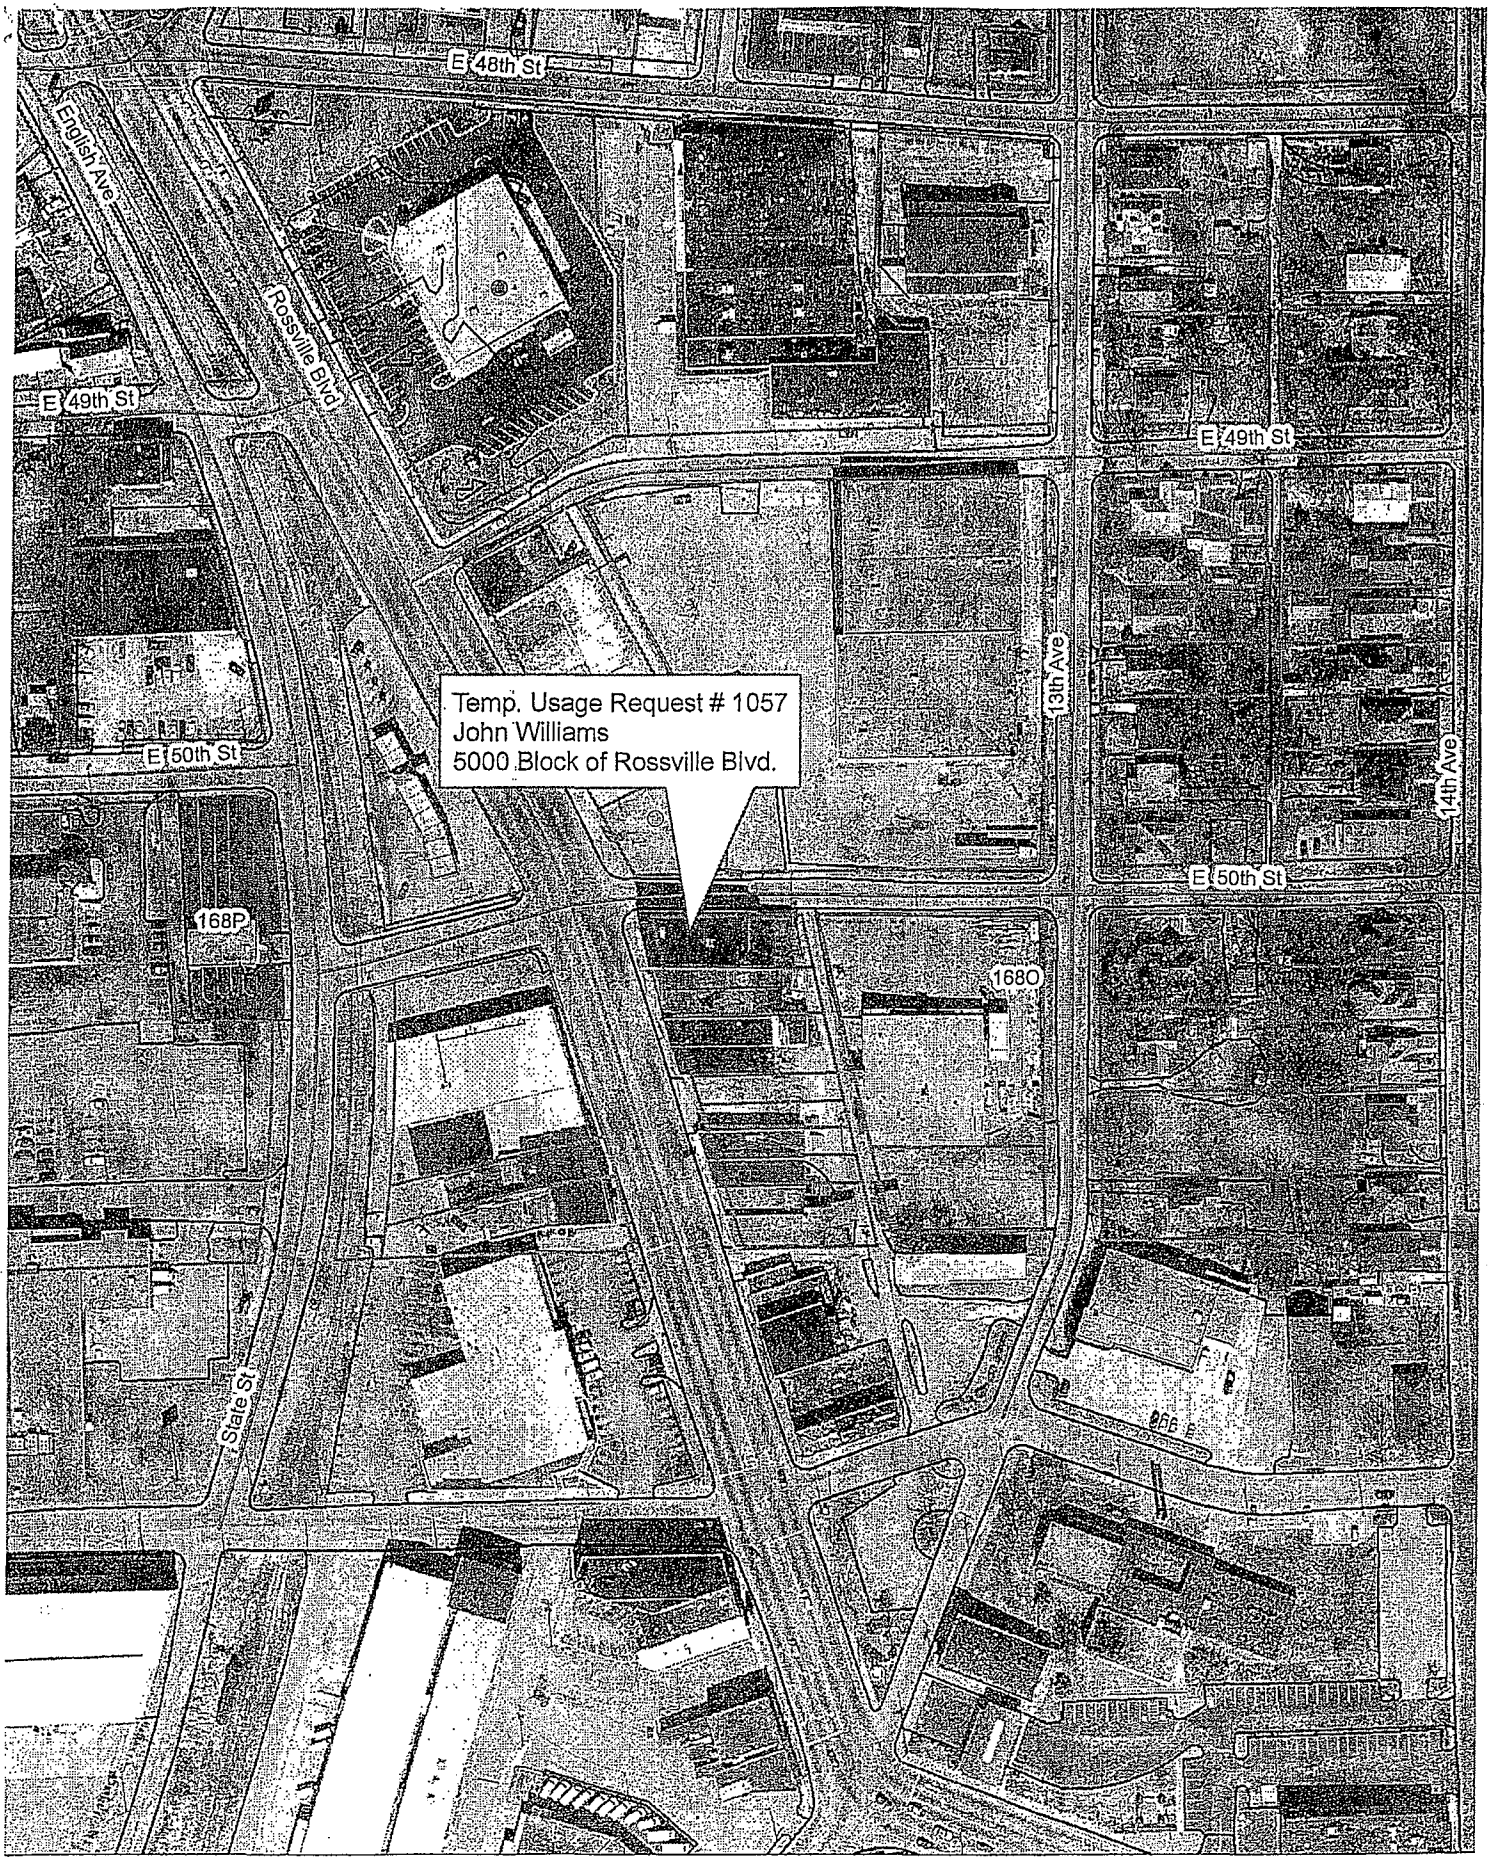 E 48th St
English Ave
Rossville Blvd
E 49th St
E 49th St
Temp. Usage Request # 1057
John Williams
5000 Block of Rossville Blvd.
13th Ave
E 50th St
14th Ave
E 50th St
168P
168O
Slate St